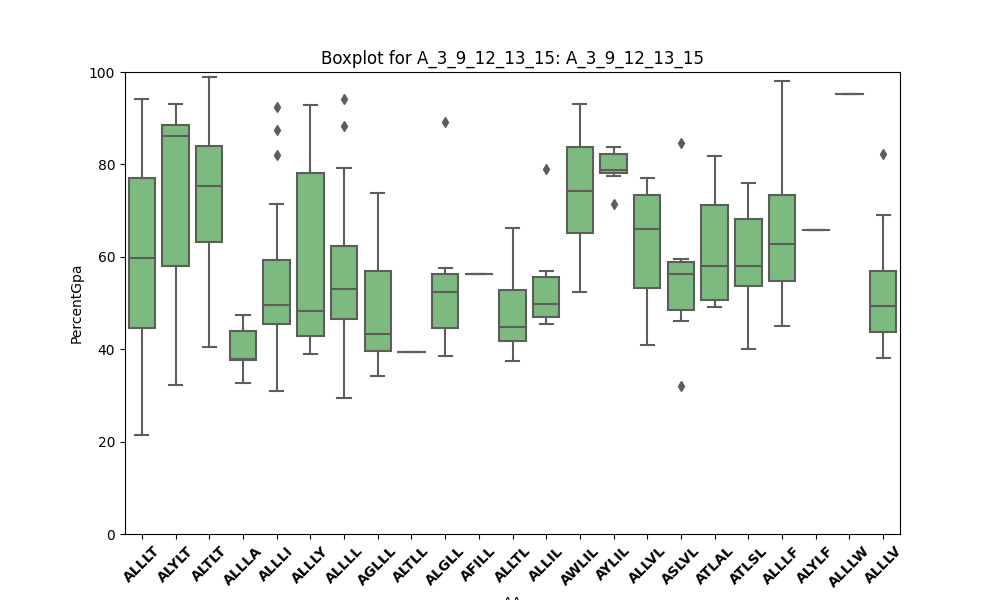 Boxplot for A_3_9_12_13_15: A_3_9_12_13_15
PercentGpa
100
80
60
40
20
0
ALLLT ALYLT ALTLT ALLLA ALLLI ALLLY ALLLL AGLLL ALTLL ALGLL AFILL ALLTL ALLIL AWLIL AYLIL ALLVL ASLVL ATLAL ATLSL ALLLF ALYLF ALLLW ALLLV